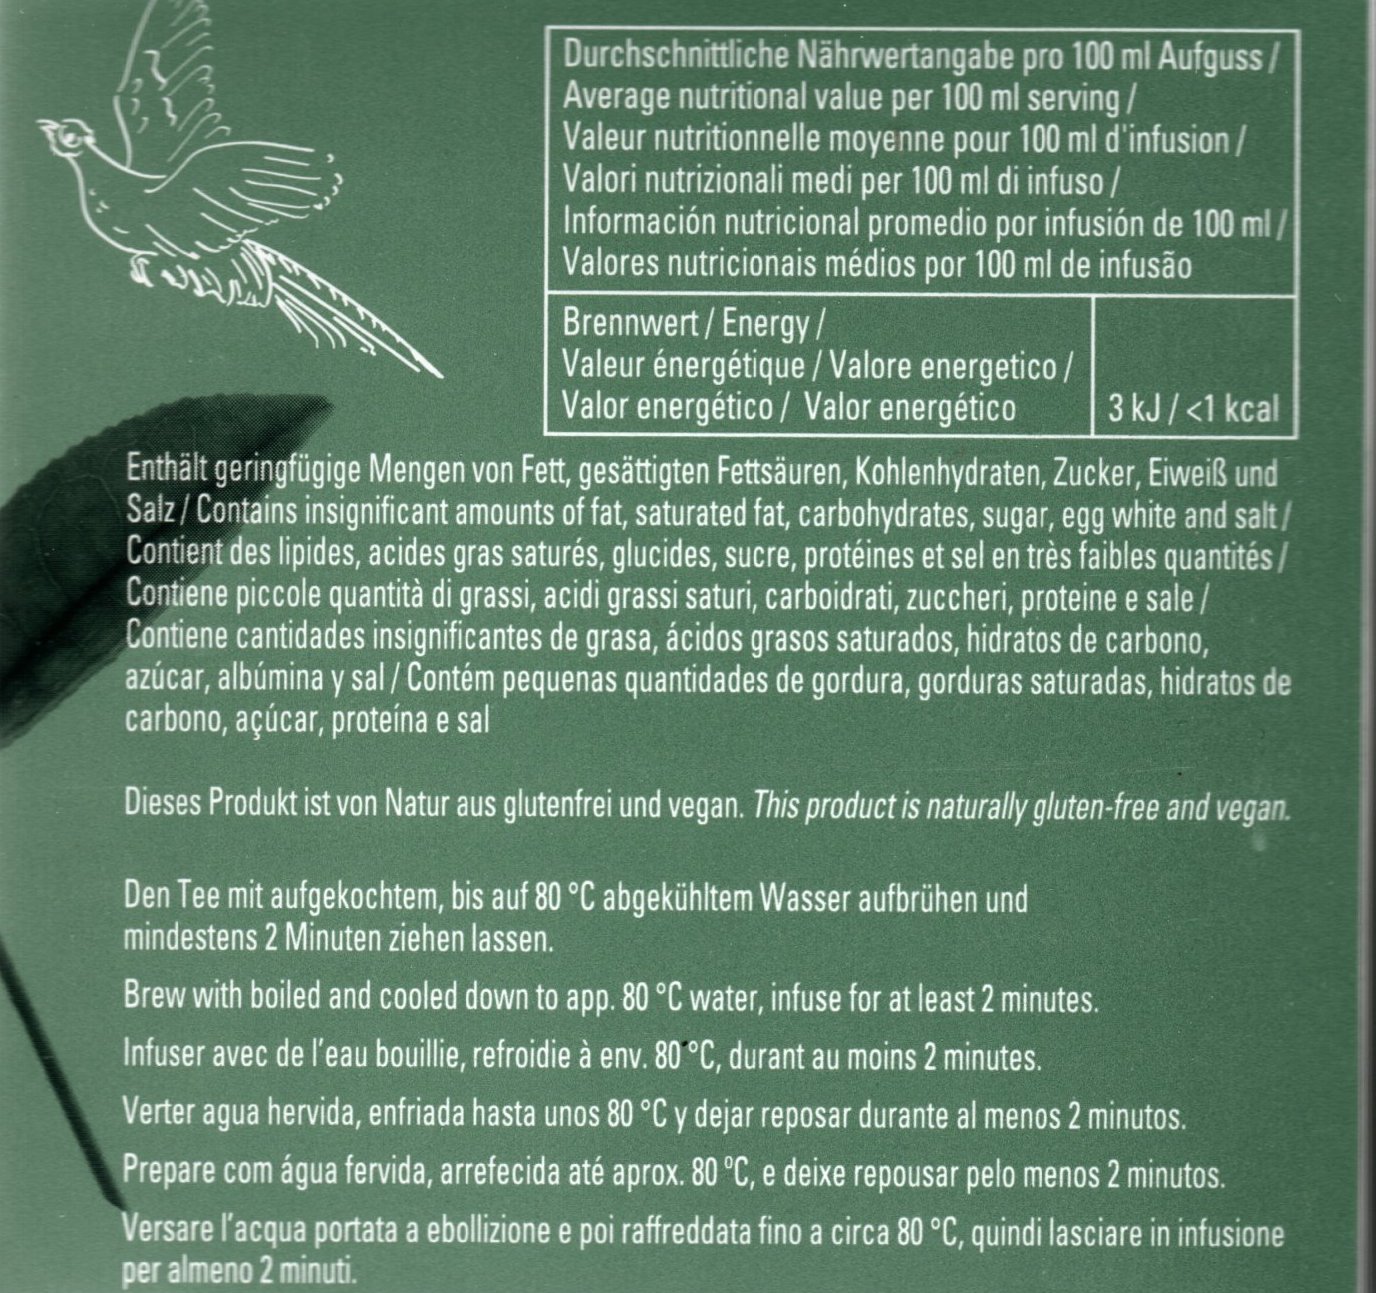 Durchschnittliche Nährwertangabe pro 100 ml Aufguss /
Average nutritional value per 100 ml serving /
Valeur nutritionnelle moyenne pour 100 ml d'infusion /
Valori nutrizionali medi per 100 ml di infuso /
Información nutricional promedio por infusión de 100 ml /
Valores nutricionais médios por 100 ml de infusão
Brennwert / Energy /
Valeur énergétique / Valore energetico /
Valor energético / Valor energético
3 kJ / <1 kcal
Enthält geringfügige Mengen von Fett, gesättigten Fettsäuren, Kohlenhydraten, Zucker, Eiweiß und
Salz / Contains insignificant amounts of fat, saturated fat, carbohydrates, sugar, egg white and salt /
Contient des lipides, acides gras saturés, glucides, sucre, protéines et sel en très faibles quantités /
Contiene piccole quantità di grassi, acidi grassi saturi, carboidrati, zuccheri, proteine e sale /
Contiene cantidades insignificantes de grasa, ácidos grasos saturados, hidratos de carbono,
azúcar, albúmina y sal / Contém pequenas quantidades de gordura, gorduras saturadas, hidratos de
carbono, açúcar, proteína e sal
Dieses Produkt ist von Natur aus glutenfrei und vegan. This product is naturally gluten-free and vegan.
Den Tee mit aufgekochtem, bis auf 80 °C abgekühltem Wasser aufbrühen und
mindestens 2 Minuten ziehen lassen.
Brew with boiled and cooled down to app. 80 °C water, infuse for at least 2 minutes.
Infuser avec de l'eau bouillie, refroidie à env. 80 °C, durant au moins 2 minutes.
Verter agua hervida, enfriada hasta unos 80 °C y dejar reposar durante al menos 2 minutos.
Prepare com água fervida, arrefecida até aprox. 80 ºC, e deixe repousar pelo menos 2 minutos.
Versare l'acqua portata a ebollizione e poi raffreddata fino a circa 80 °C, quindi lasciare in infusione
per almeno 2 minuti.